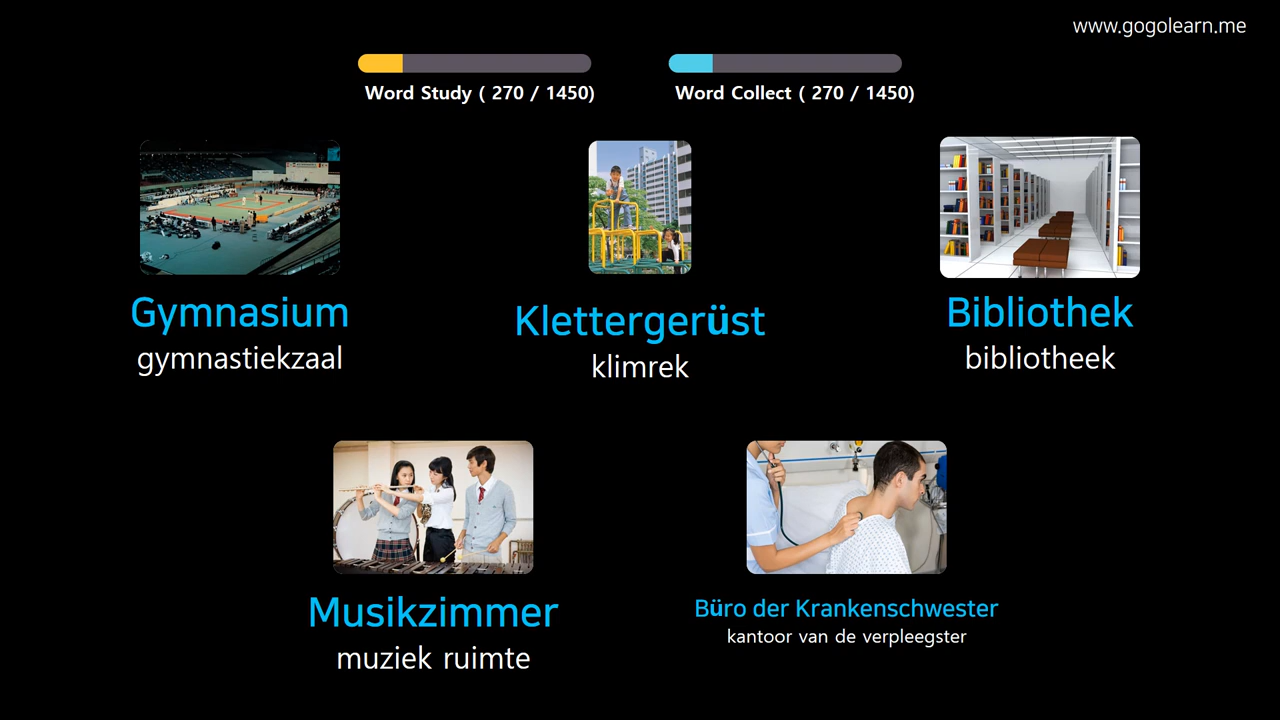 www.gogolearn.me
Word Study ( 270 / 1450)
Word Collect ( 270 / 1450)
Gymnasium
gymnastiekzaal
Klettergerüst
klimrek
Bibliothek
bibliotheek
Musikzimmer
muziek ruimte
Büro der Krankenschwester
kantoor van de verpleegster